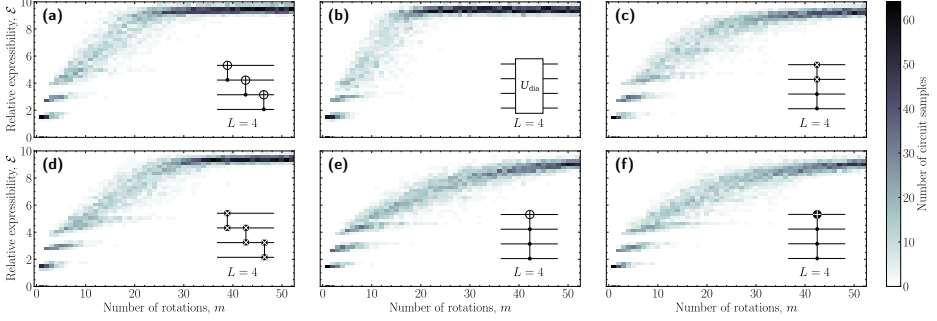 (a) (b) (c)
Relative expressibility, ℰ
10
8
6
4
2
0
U_dia
L = 4 L = 4 L = 4
(d) (e) (f)
Relative expressibility, ℰ
10
8
6
4
2
0
L = 4 L = 4 L = 4
0 10 20 30 40 50 0 10 20 30 40 50 0 10 20 30 40 50
Number of rotations, m Number of rotations, m Number of rotations, m
60
50
40
30
20
10
0
Number of circuit samples